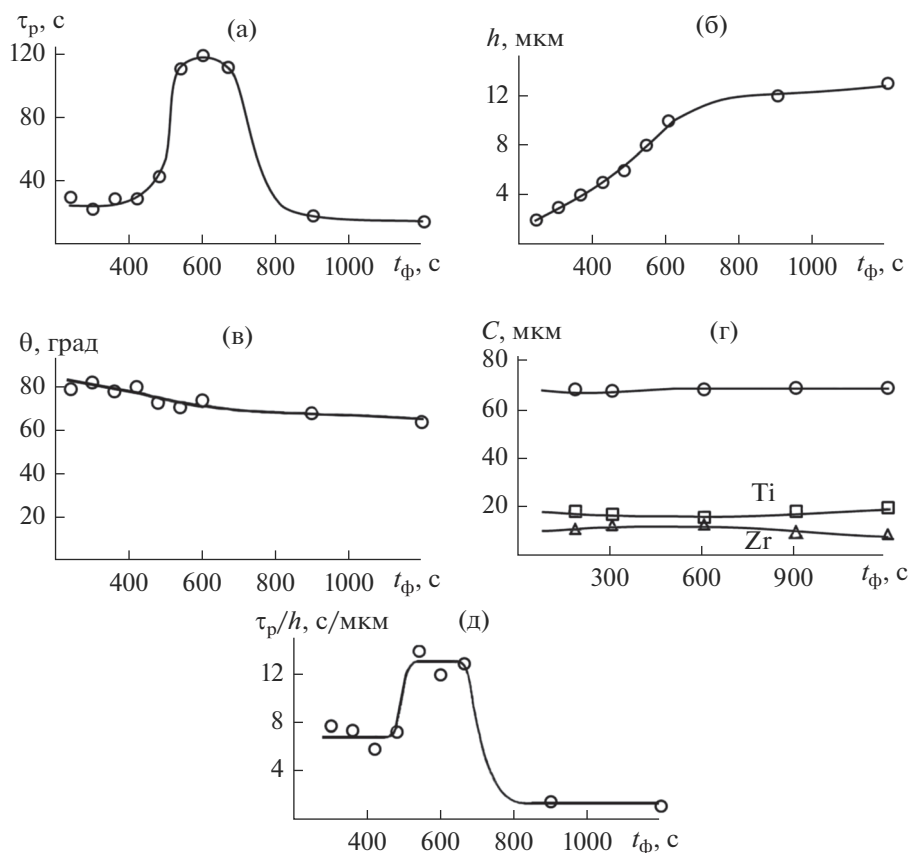 τр, с
(а)
120
80
40
400 600 800 1000 tф, с
h, мкм
(б)
12
8
4
400 600 800 1000 tф, с
θ, град
(в)
80
60
40
20
400 600 800 1000 tф, с
C, мкм
(г)
80
60
40
20
Ti
Zr
300 600 900 tф, с
τр/h, с/мкм
(д)
12
8
4
400 600 800 1000 tф, с